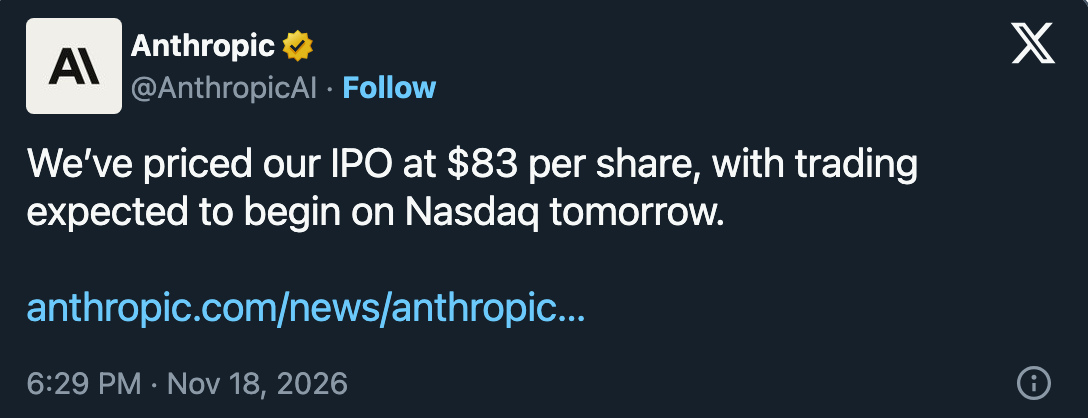 Anthropic
@AnthropicAI · Follow
We’ve priced our IPO at $83 per share, with trading
expected to begin on Nasdaq tomorrow.
anthropic.com/news/anthropic…
6:29 PM · Nov 18, 2026